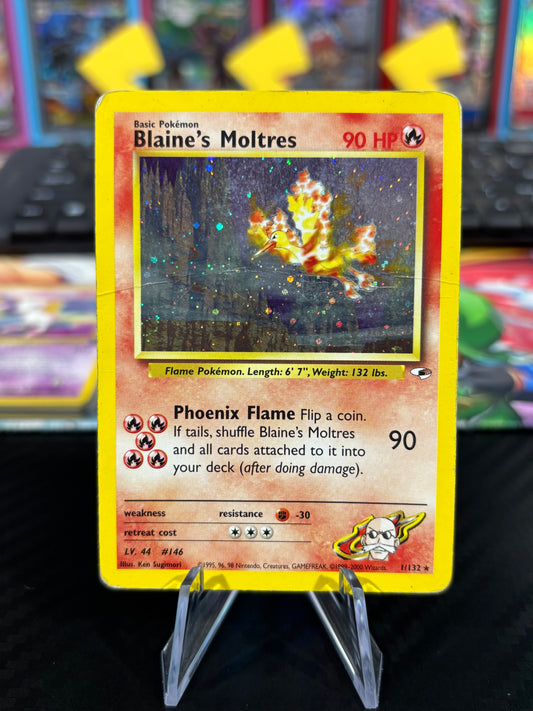 Basic Pokémon
Blaine's Moltres 90 HP
Flame Pokémon. Length: 6' 7", Weight: 132 lbs.
Phoenix Flame Flip a coin.
If tails, shuffle Blaine's Moltres
and all cards attached to it into
your deck (after doing damage).
90
weakness resistance -30
retreat cost
LV. 44 #146
Illus. Ken Sugimori ©1995, 96, 98 Nintendo, Creatures, GAMEFREAK. ©1999-2000 Wizards. 1/132 ★